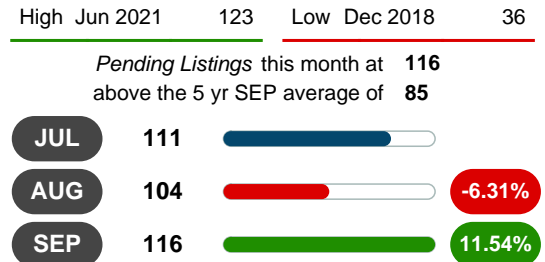 High Jun 2021 123 Low Dec 2018 36
Pending Listings this month at 116
above the 5 yr SEP average of 85
JUL 111
AUG 104 -6.31%
SEP 116 11.54%